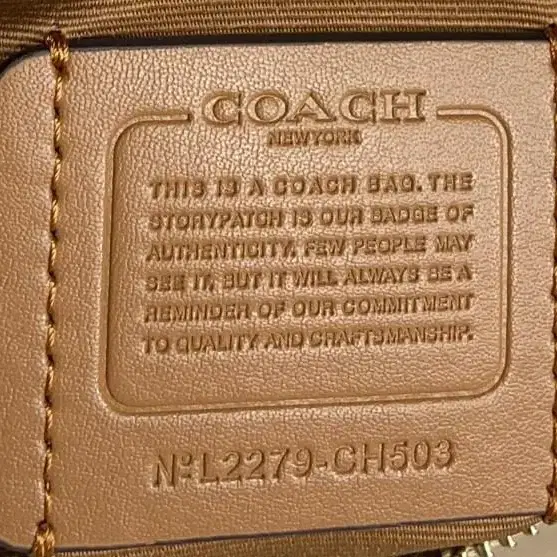 COACH
NEW YORK
THIS IS A COACH BAG. THE
STORYPATCH IS OUR BADGE OF
AUTHENTICITY. FEW PEOPLE MAY
SEE IT, BUT IT WILL ALWAYS BE A
REMINDER OF OUR COMMITMENT
TO QUALITY AND CRAFTSMANSHIP.
Nº:L2279-CH503